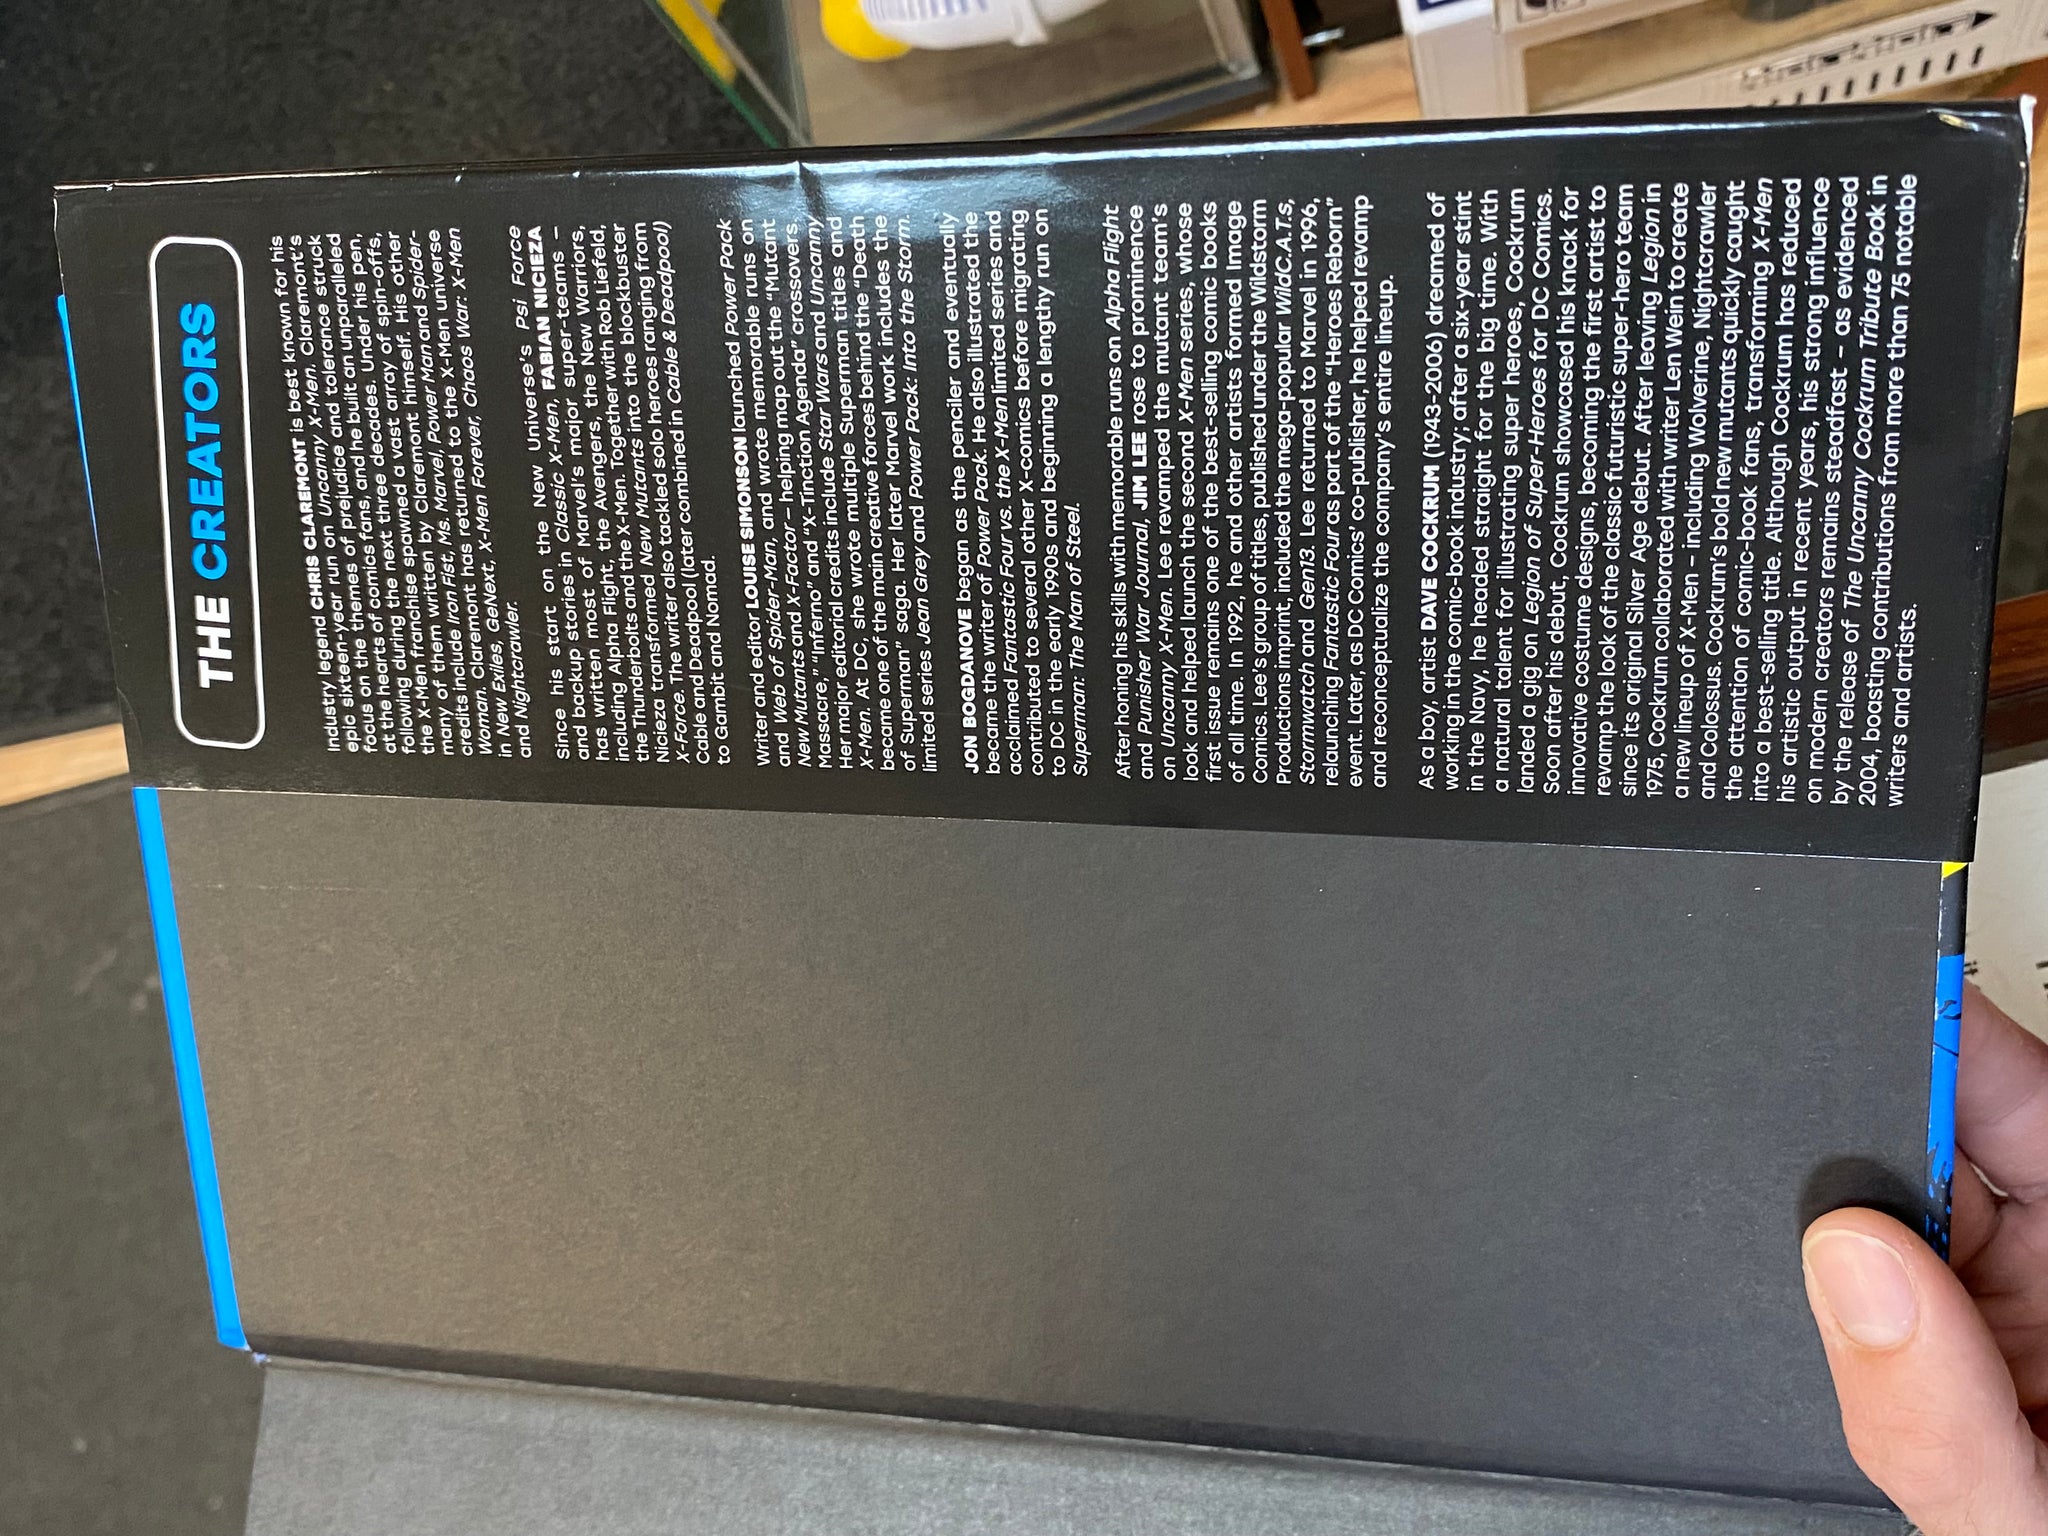 THE CREATORS
Industry legend CHRIS CLAREMONT is best known for his
epic sixteen-year run on Uncanny X-Men. Claremont's
focus on the themes of prejudice and tolerance struck
at the hearts of comics fans, and he built an unparalleled
following during the next three decades. Under his pen,
the X-Men franchise spawned a vast array of spin-offs,
many of them written by Claremont himself. His other
credits include Iron Fist, Ms. Marvel, Power Man and Spider-
Woman. Claremont has returned to the X-Men universe
in New Exiles, GeNext, X-Men Forever, Chaos War: X-Men
and Nightcrawler.
Since his start on the New Universe's Psi Force
and backup stories in Classic X-Men, FABIAN NICIEZA
has written most of Marvel's major super-teams –
including Alpha Flight, the Avengers, the New Warriors,
the Thunderbolts and the X-Men. Together with Rob Liefeld,
Nicieza transformed New Mutants into the blockbuster
X-Force. The writer also tackled solo heroes ranging from
Cable and Deadpool (later combined in Cable & Deadpool)
to Gambit and Nomad.
Writer and editor LOUISE SIMONSON launched Power Pack
and Web of Spider-Man, and wrote memorable runs on
New Mutants and X-Factor – helping map out the "Mutant
Massacre," "Inferno" and "X-Tinction Agenda" crossovers.
Her major editorial credits include Star Wars and Uncanny
X-Men. At DC, she wrote multiple Superman titles and
became one of the main creative forces behind the "Death
of Superman" saga. Her later Marvel work includes the
limited series Jean Grey and Power Pack: Into the Storm.
JON BOGDANOVE began as the penciler and eventually
became the writer of Power Pack. He also illustrated the
acclaimed Fantastic Four vs. the X-Men limited series and
contributed to several other X-comics before migrating
to DC in the early 1990s and beginning a lengthy run on
Superman: The Man of Steel.
After honing his skills with memorable runs on Alpha Flight
and Punisher War Journal, JIM LEE rose to prominence
on Uncanny X-Men. Lee revamped the mutant team's
look and helped launch the second X-Men series, whose
first issue remains one of the best-selling comic books
of all time. In 1992, he and other artists formed Image
Comics. Lee's group of titles, published under the Wildstorm
Productions imprint, included the mega-popular WildC.A.T.s,
Stormwatch and Gen13. Lee returned to Marvel in 1996,
relaunching Fantastic Four as part of the "Heroes Reborn"
event. Later, as DC Comics' co-publisher, he helped revamp
and reconceptualize the company's entire lineup.
As a boy, artist DAVE COCKRUM (1943-2006) dreamed of
working in the comic-book industry; after a six-year stint
in the Navy, he headed straight for the big time. With
a natural talent for illustrating super heroes, Cockrum
landed a gig on Legion of Super-Heroes for DC Comics.
Soon after his debut, Cockrum showcased his knack for
innovative costume designs, becoming the first artist to
revamp the look of the classic futuristic super-hero team
since its original Silver Age debut. After leaving Legion in
1975, Cockrum collaborated with writer Len Wein to create
a new lineup of X-Men – including Wolverine, Nightcrawler
and Colossus. Cockrum's bold new mutants quickly caught
the attention of comic-book fans, transforming X-Men
into a best-selling title. Although Cockrum has reduced
his artistic output in recent years, his strong influence
on modern creators remains steadfast – as evidenced
by the release of The Uncanny Cockrum Tribute Book in
2004, boasting contributions from more than 75 notable
writers and artists.